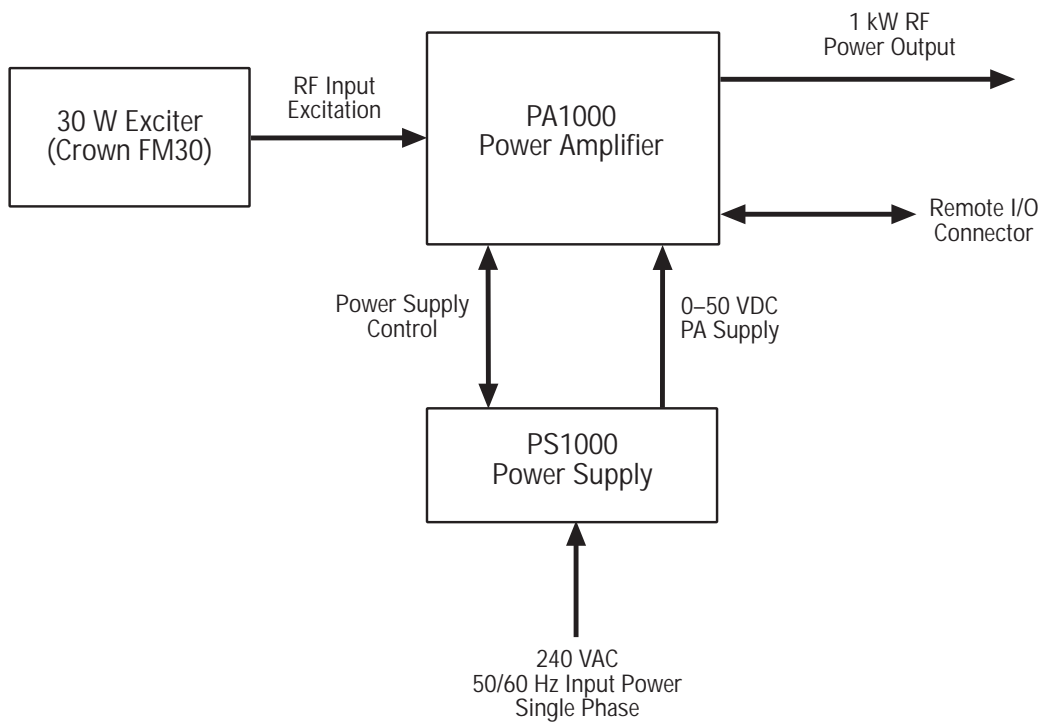 1 kW RF
Power Output
RF Input
Excitation
30 W Exciter
(Crown FM30)
PA1000
Power Amplifier
Remote I/O
Connector
Power Supply
Control
0–50 VDC
PA Supply
PS1000
Power Supply
240 VAC
50/60 Hz Input Power
Single Phase